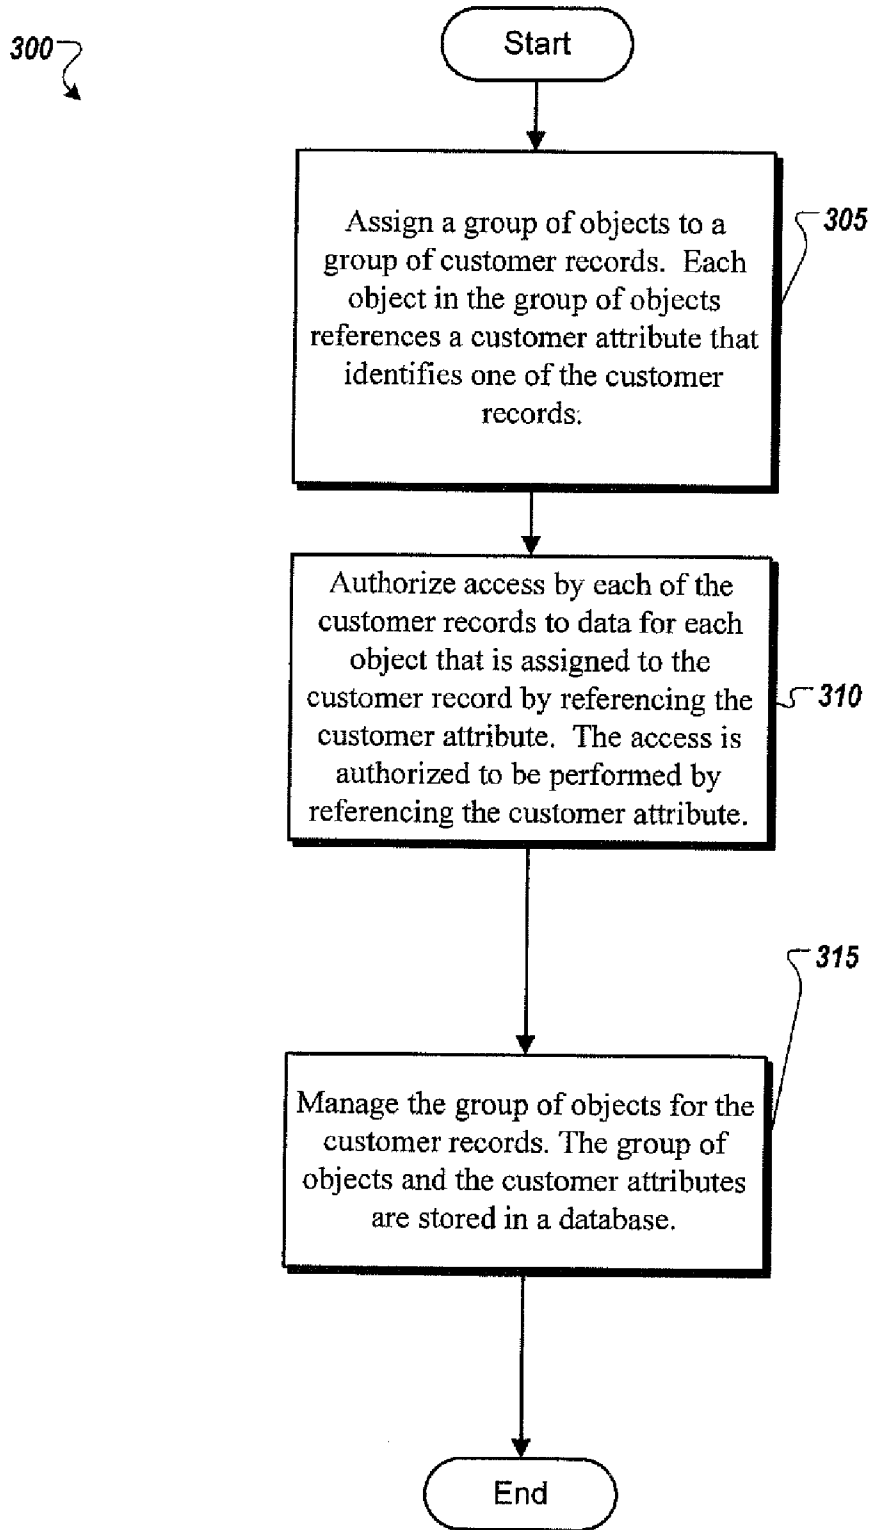 300
Start
Assign a group of objects to a
group of customer records. Each
object in the group of objects
references a customer attribute that
identifies one of the customer
records.
305
Authorize access by each of the
customer records to data for each
object that is assigned to the
customer record by referencing the
customer attribute. The access is
authorized to be performed by
referencing the customer attribute.
310
315
Manage the group of objects for the
customer records. The group of
objects and the customer attributes
are stored in a database.
End